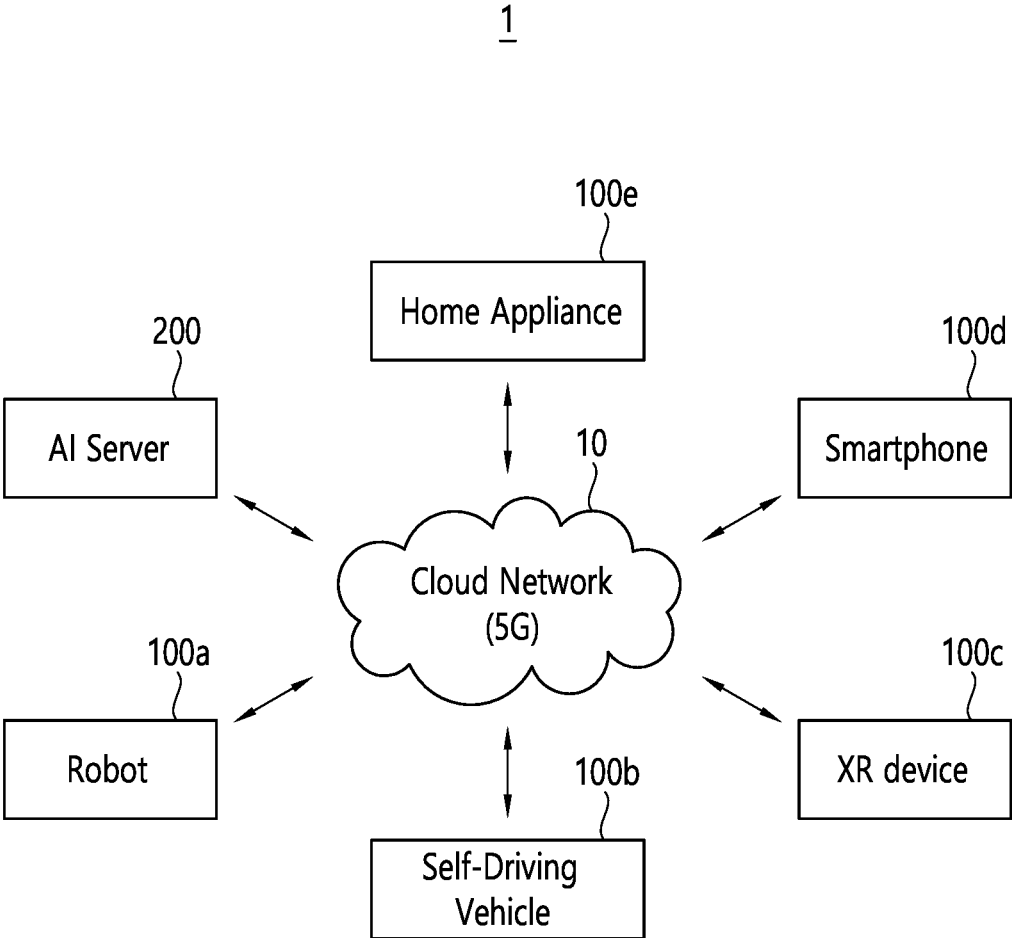 1
100e
Home Appliance
200
AI Server
100d
Smartphone
10
Cloud Network
(5G)
100a
Robot
100c
XR device
100b
Self-Driving
Vehicle